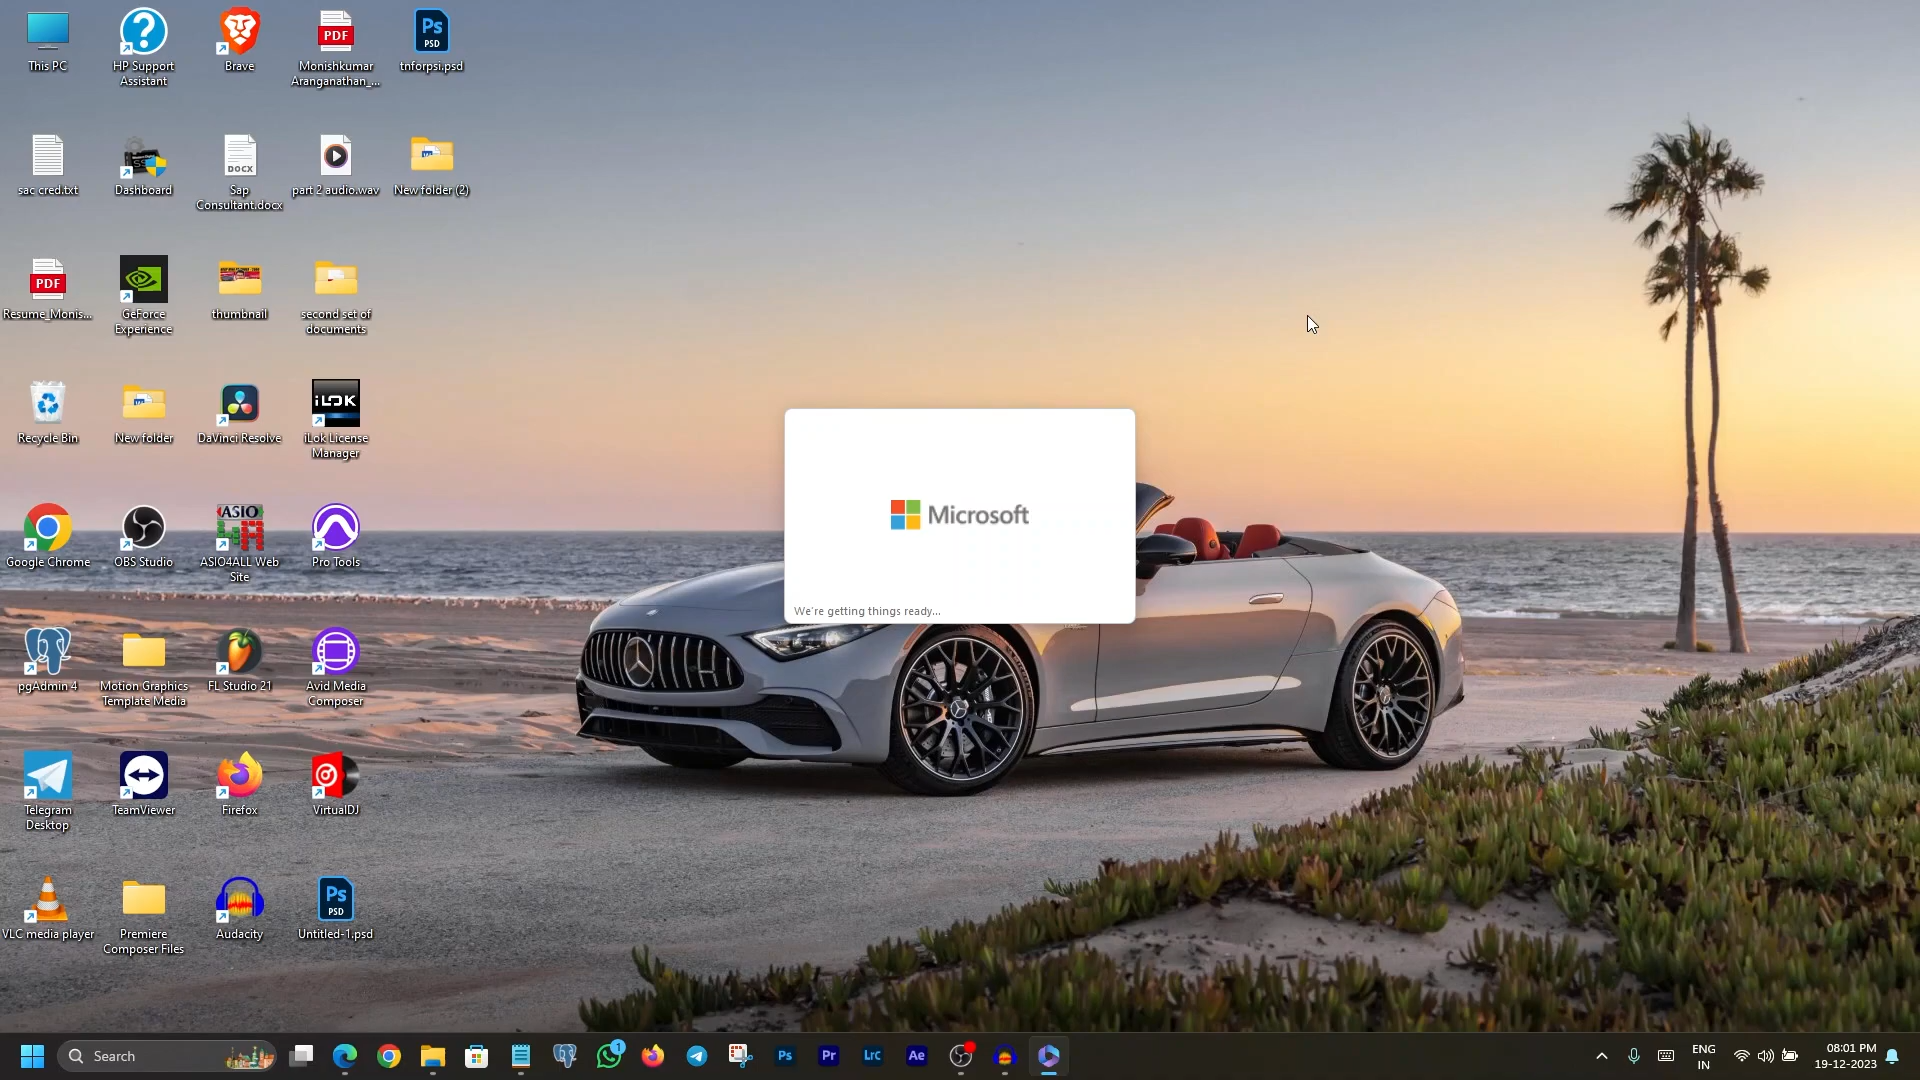 This PC
HP Support
Assistant
Brave
PDF
Monishkumar
Aranganathan_...
Ps
PSD
tnforpsi.psd
sac cred.txt
Dashboard
DOCX
Sap
Consultant.docx
part 2 audio.wav
New folder (2)
PDF
Resume_Monis...
GeForce
Experience
thumbnail
second set of
documents
Recycle Bin
New folder
DaVinci Resolve
iLOK
iLok License
Manager
Google Chrome
OBS Studio
ASIO
ASIO4ALL Web
Site
Pro Tools
pgAdmin 4
Motion Graphics
Template Media
FL Studio 21
Avid Media
Composer
Telegram
Desktop
TeamViewer
Firefox
VirtualDJ
VLC media player
Premiere
Composer Files
Audacity
Ps
PSD
Untitled-1.psd
Microsoft
We're getting things ready...
Search
1
Ps
Pr
LrC
Ae
ENG
IN
08:01 PM
19-12-2023